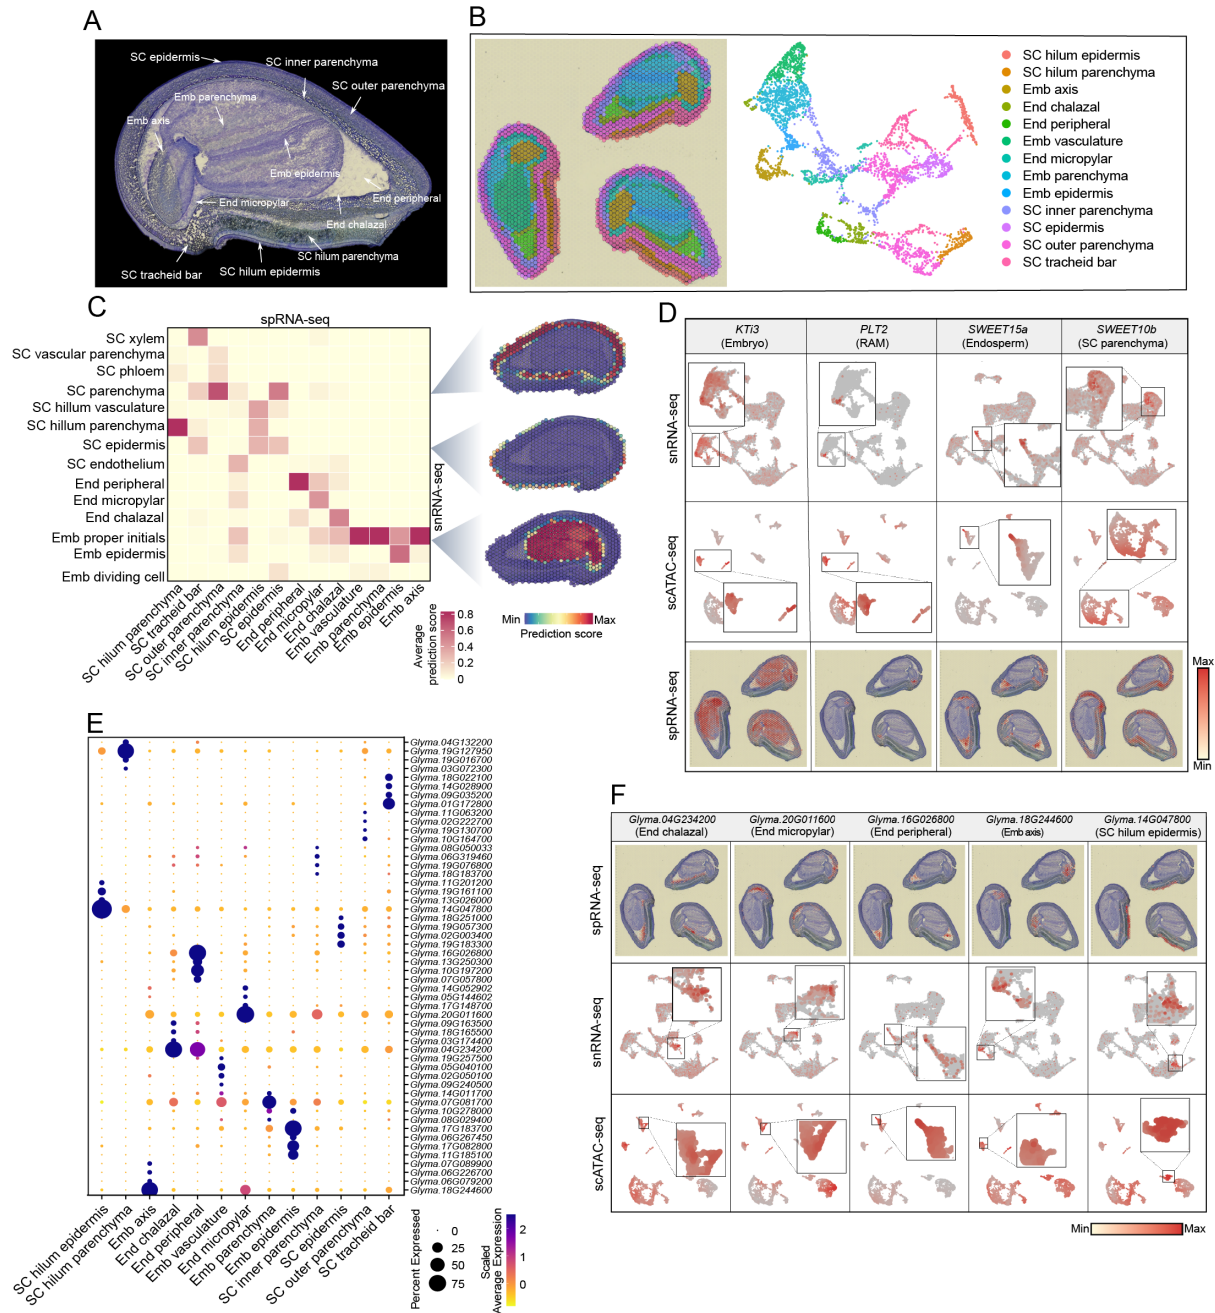 A
SC epidermis
SC inner parenchyma
SC outer parenchyma
Emb parenchyma
Emb axis
Emb epidermis
End peripheral
End micropylar
End chalazal
SC hilum parenchyma
SC tracheid bar
SC hilum epidermis
B
SC hilum epidermis
SC hilum parenchyma
Emb axis
End chalazal
End peripheral
Emb vasculature
End micropylar
Emb parenchyma
Emb epidermis
SC inner parenchyma
SC epidermis
SC outer parenchyma
SC tracheid bar
C
spRNA-seq
SC xylem
SC vascular parenchyma
SC phloem
SC parenchyma
SC hillum vasculature
SC hillum parenchyma
SC epidermis
SC endothelium
End peripheral
End micropylar
End chalazal
Emb proper initials
Emb epidermis
Emb dividing cell
snRNA-seq
SC hilum parenchyma
SC tracheid bar
SC outer parenchyma
SC inner parenchyma
SC hilum epidermis
SC epidermis
End peripheral
End micropylar
End chalazal
Emb vasculature
Emb parenchyma
Emb epidermis
Emb axis
Average
prediction score
0.8
0.6
0.4
0.2
0
Min
Max
Prediction score
D
KTi3
(Embryo)
PLT2
(RAM)
SWEET15a
(Endosperm)
SWEET10b
(SC parenchyma)
snRNA-seq
scATAC-seq
spRNA-seq
Max
Min
E
Glyma.04G132200
Glyma.19G127950
Glyma.19G016700
Glyma.03G072300
Glyma.18G022100
Glyma.14G028900
Glyma.09G035200
Glyma.01G172800
Glyma.11G063200
Glyma.02G222700
Glyma.19G130700
Glyma.10G164700
Glyma.08G050033
Glyma.06G319460
Glyma.19G076800
Glyma.18G183700
Glyma.11G201200
Glyma.19G161100
Glyma.13G026000
Glyma.14G047800
Glyma.18G251000
Glyma.19G057300
Glyma.02G003400
Glyma.19G183300
Glyma.16G026800
Glyma.13G250300
Glyma.10G197200
Glyma.07G057800
Glyma.14G052902
Glyma.05G144602
Glyma.17G148700
Glyma.20G011600
Glyma.09G163500
Glyma.18G165500
Glyma.03G174400
Glyma.04G234200
Glyma.19G257500
Glyma.05G040100
Glyma.02G050100
Glyma.09G240500
Glyma.14G011700
Glyma.07G081700
Glyma.10G278000
Glyma.08G029400
Glyma.17G183700
Glyma.06G267450
Glyma.17G082800
Glyma.11G185100
Glyma.07G089900
Glyma.06G226700
Glyma.06G079200
Glyma.18G244600
SC hilum epidermis
SC hilum parenchyma
Emb axis
End chalazal
End peripheral
Emb vasculature
End micropylar
Emb parenchyma
Emb epidermis
SC inner parenchyma
SC epidermis
SC outer parenchyma
SC tracheid bar
Percent Expressed
0
25
50
75
Scaled
Average Expression
2
1
0
F
Glyma.04G234200
(End chalazal)
Glyma.20G011600
(End micropylar)
Glyma.16G026800
(End peripheral)
Glyma.18G244600
(Emb axis)
Glyma.14G047800
(SC hilum epidermis)
spRNA-seq
snRNA-seq
scATAC-seq
Min
Max